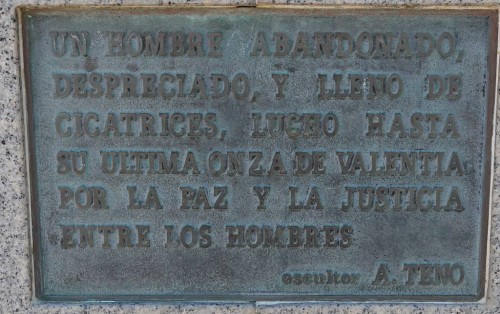 UN HOMBRE ABANDONADO,
DESPRECIADO, Y LLENO DE
CICATRICES, LUCHO HASTA
SU ULTIMA ONZA DE VALENTIA
POR LA PAZ Y LA JUSTICIA
ENTRE LOS HOMBRES
escultor A. TENO